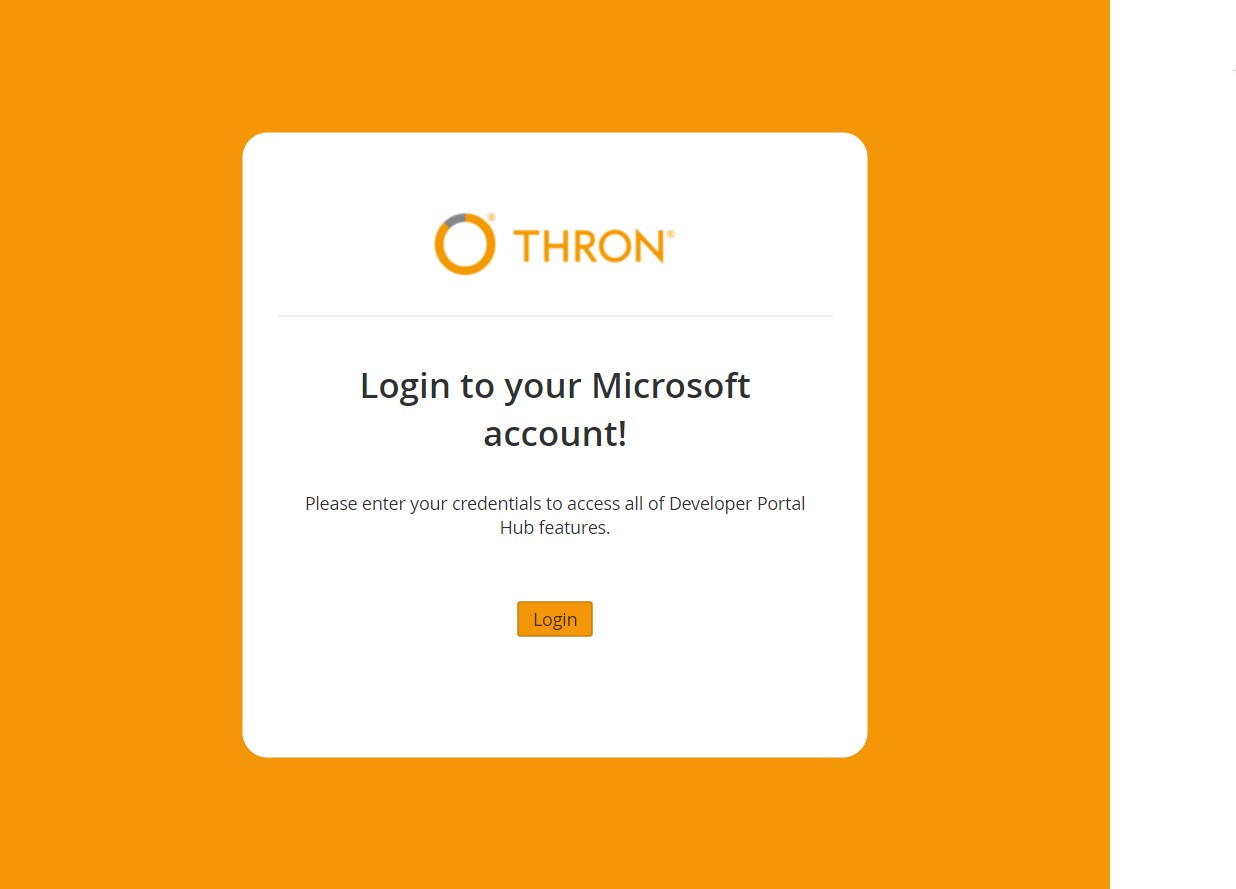 THRON®
Login to your Microsoft
account!
Please enter your credentials to access all of Developer Portal
Hub features.
Login